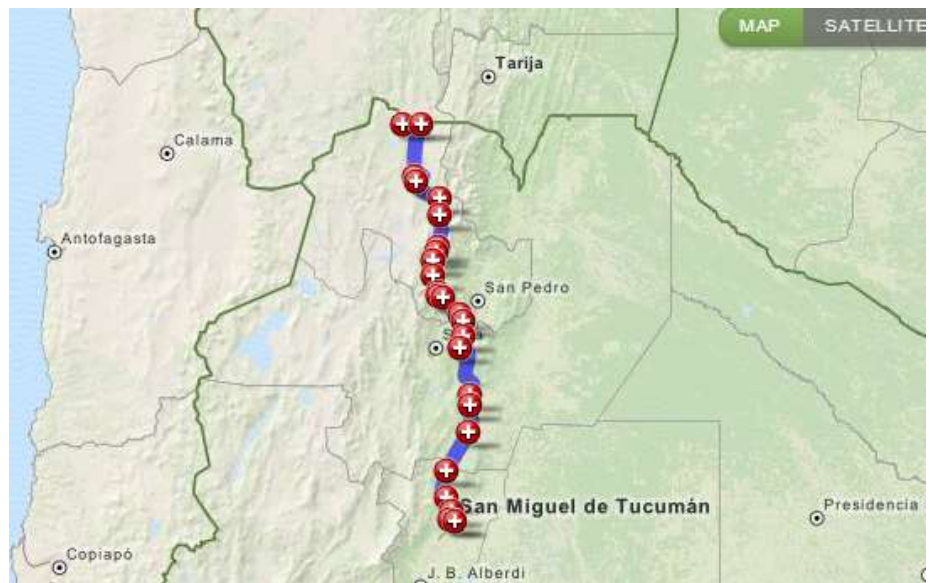 MAP SATELLITE
Tarija
Calama
Antofagasta
San Pedro
San Miguel de Tucumán
Presidencia
Copiapó
J. B. Alberdi